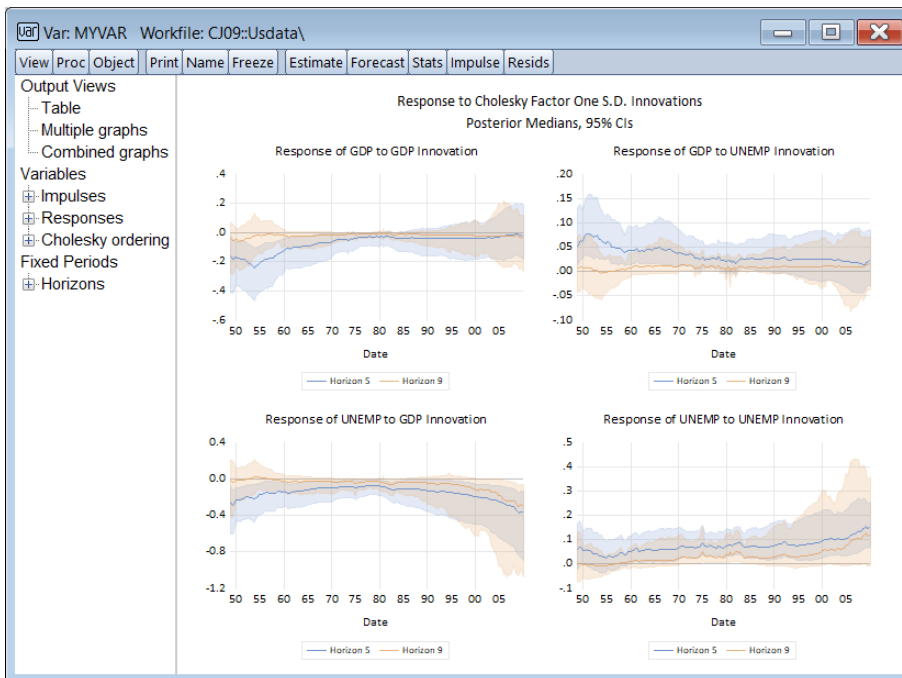 var Var: MYVAR Workfile: CJ09::Usdata\
View Proc Object Print Name Freeze Estimate Forecast Stats Impulse Resids
Output Views
Table
Multiple graphs
Combined graphs
Variables
Impulses
Responses
Cholesky ordering
Fixed Periods
Horizons
Response to Cholesky Factor One S.D. Innovations
Posterior Medians, 95% CIs
Response of GDP to GDP Innovation
.4
.2
.0
-.2
-.4
-.6
50 55 60 65 70 75 80 85 90 95 00 05
Date
Horizon 5 Horizon 9
Response of GDP to UNEMP Innovation
.20
.15
.10
.05
.00
-.05
-.10
50 55 60 65 70 75 80 85 90 95 00 05
Date
Horizon 5 Horizon 9
Response of UNEMP to GDP Innovation
0.4
0.0
-0.4
-0.8
-1.2
50 55 60 65 70 75 80 85 90 95 00 05
Date
Horizon 5 Horizon 9
Response of UNEMP to UNEMP Innovation
.5
.4
.3
.2
.1
.0
-.1
50 55 60 65 70 75 80 85 90 95 00 05
Date
Horizon 5 Horizon 9